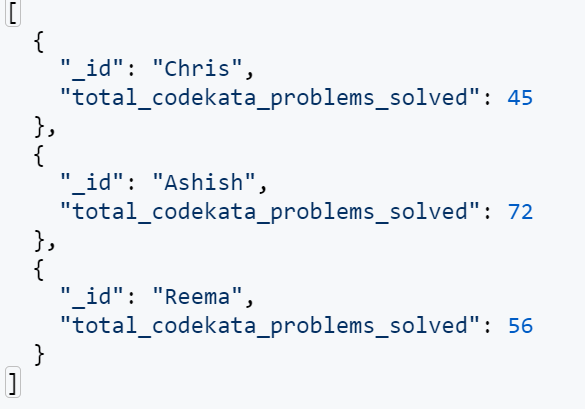 [
  {
    "_id": "Chris",
    "total_codekata_problems_solved": 45
  },
  {
    "_id": "Ashish",
    "total_codekata_problems_solved": 72
  },
  {
    "_id": "Reema",
    "total_codekata_problems_solved": 56
  }
]